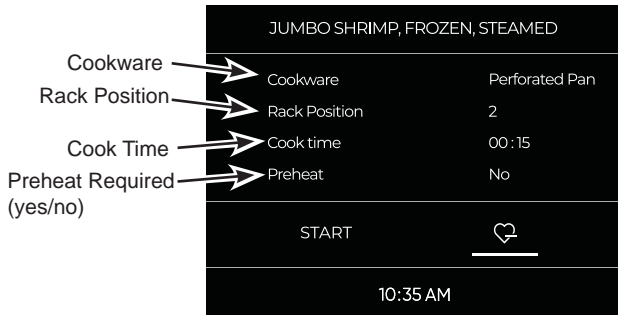 JUMBO SHRIMP, FROZEN, STEAMED
Cookware
Rack Position
Cook Time
Preheat Required
(yes/no)
Cookware Perforated Pan
Rack Position 2
Cook time 00:15
Preheat No
START
10:35 AM